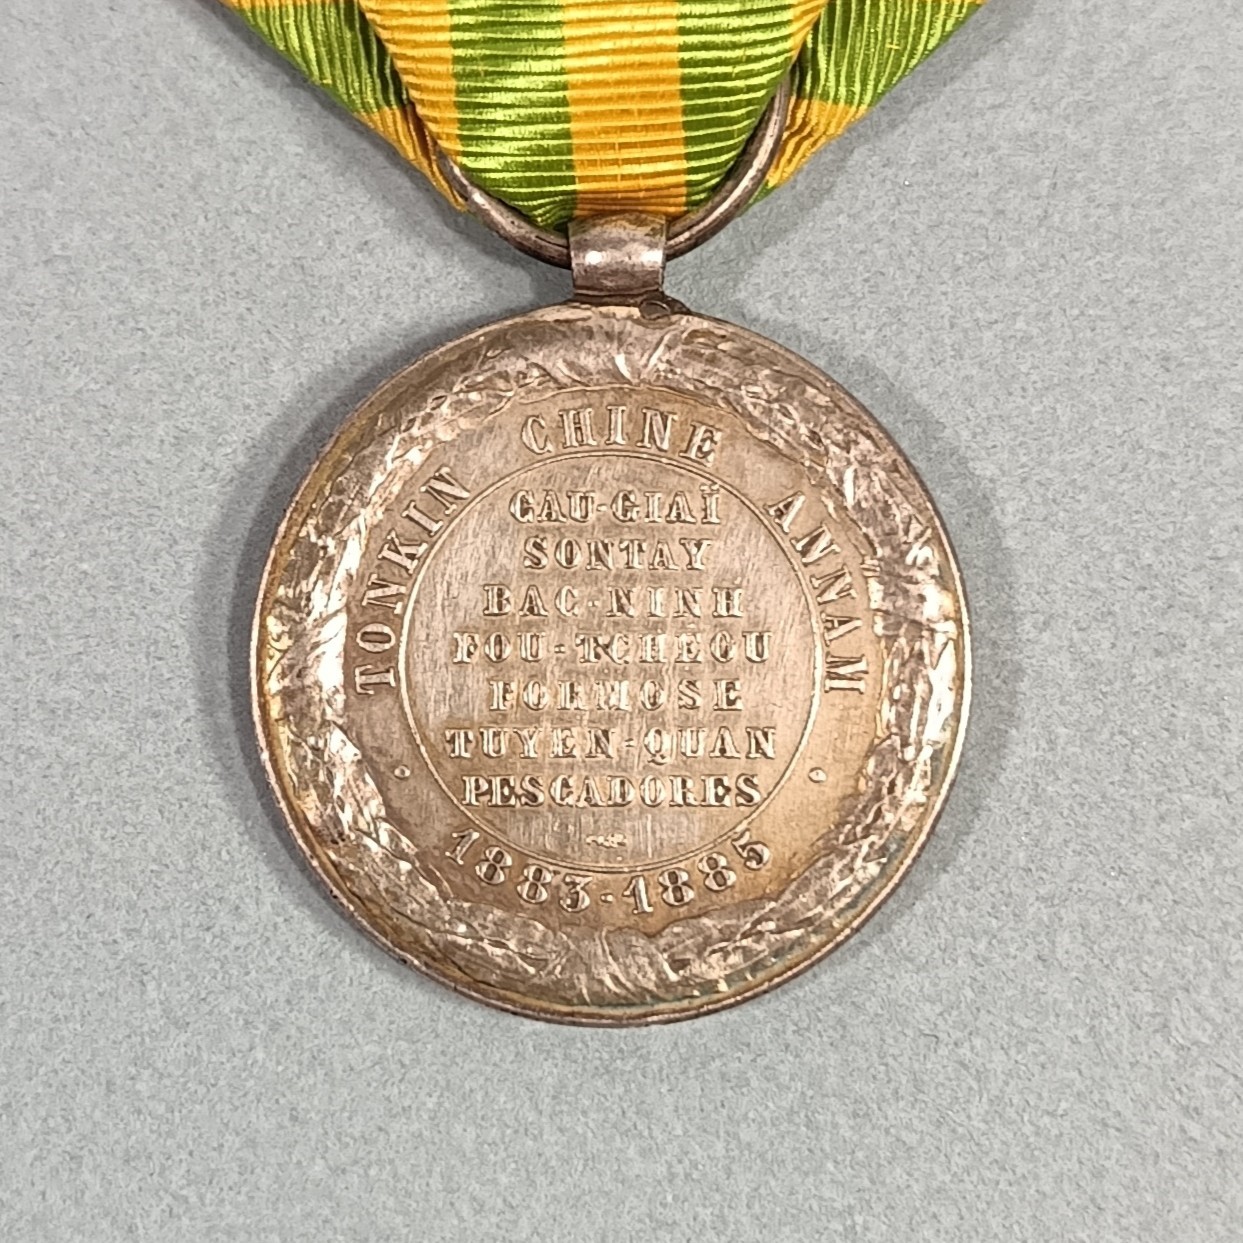 TONKIN CHINE ANNAM
CAU-GIAÏ
SONTAY
BAC-NINH
FOU-TCHEOU
FORMOSE
TUYEN-QUAN
PESCADORES
1883-1885